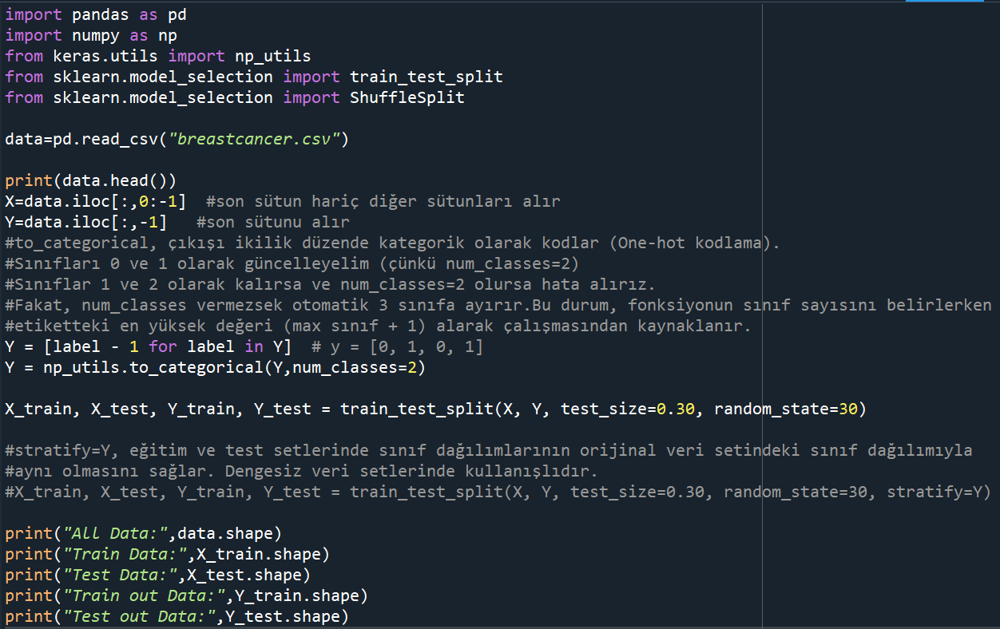 import pandas as pd
import numpy as np
from keras.utils import np_utils
from sklearn.model_selection import train_test_split
from sklearn.model_selection import ShuffleSplit
data=pd.read_csv("breastcancer.csv")
print(data.head())
X=data.iloc[:,0:-1]  #son sütun hariç diğer sütunları alır
Y=data.iloc[:,-1]   #son sütunu alır
#to_categorical, çıkışı ikilik düzende kategorik olarak kodlar (One-hot kodlama).
#Sınıfları 0 ve 1 olarak güncelleyelim (çünkü num_classes=2)
#Sınıflar 1 ve 2 olarak kalırsa ve num_classes=2 olursa hata alırız.
#Fakat, num_classes vermezsek otomatik 3 sınıfa ayırır.Bu durum, fonksiyonun sınıf sayısını belirlerken
#etiketteki en yüksek değeri (max sınıf + 1) alarak çalışmasından kaynaklanır.
Y = [label - 1 for label in Y]  # y = [0, 1, 0, 1]
Y = np_utils.to_categorical(Y,num_classes=2)
X_train, X_test, Y_train, Y_test = train_test_split(X, Y, test_size=0.30, random_state=30)
#stratify=Y, eğitim ve test setlerinde sınıf dağılımlarının orijinal veri setindeki sınıf dağılımıyla
#aynı olmasını sağlar. Dengesiz veri setlerinde kullanışlıdır.
#X_train, X_test, Y_train, Y_test = train_test_split(X, Y, test_size=0.30, random_state=30, stratify=Y)
print("All Data:",data.shape)
print("Train Data:",X_train.shape)
print("Test Data:",X_test.shape)
print("Train out Data:",Y_train.shape)
print("Test out Data:",Y_test.shape)